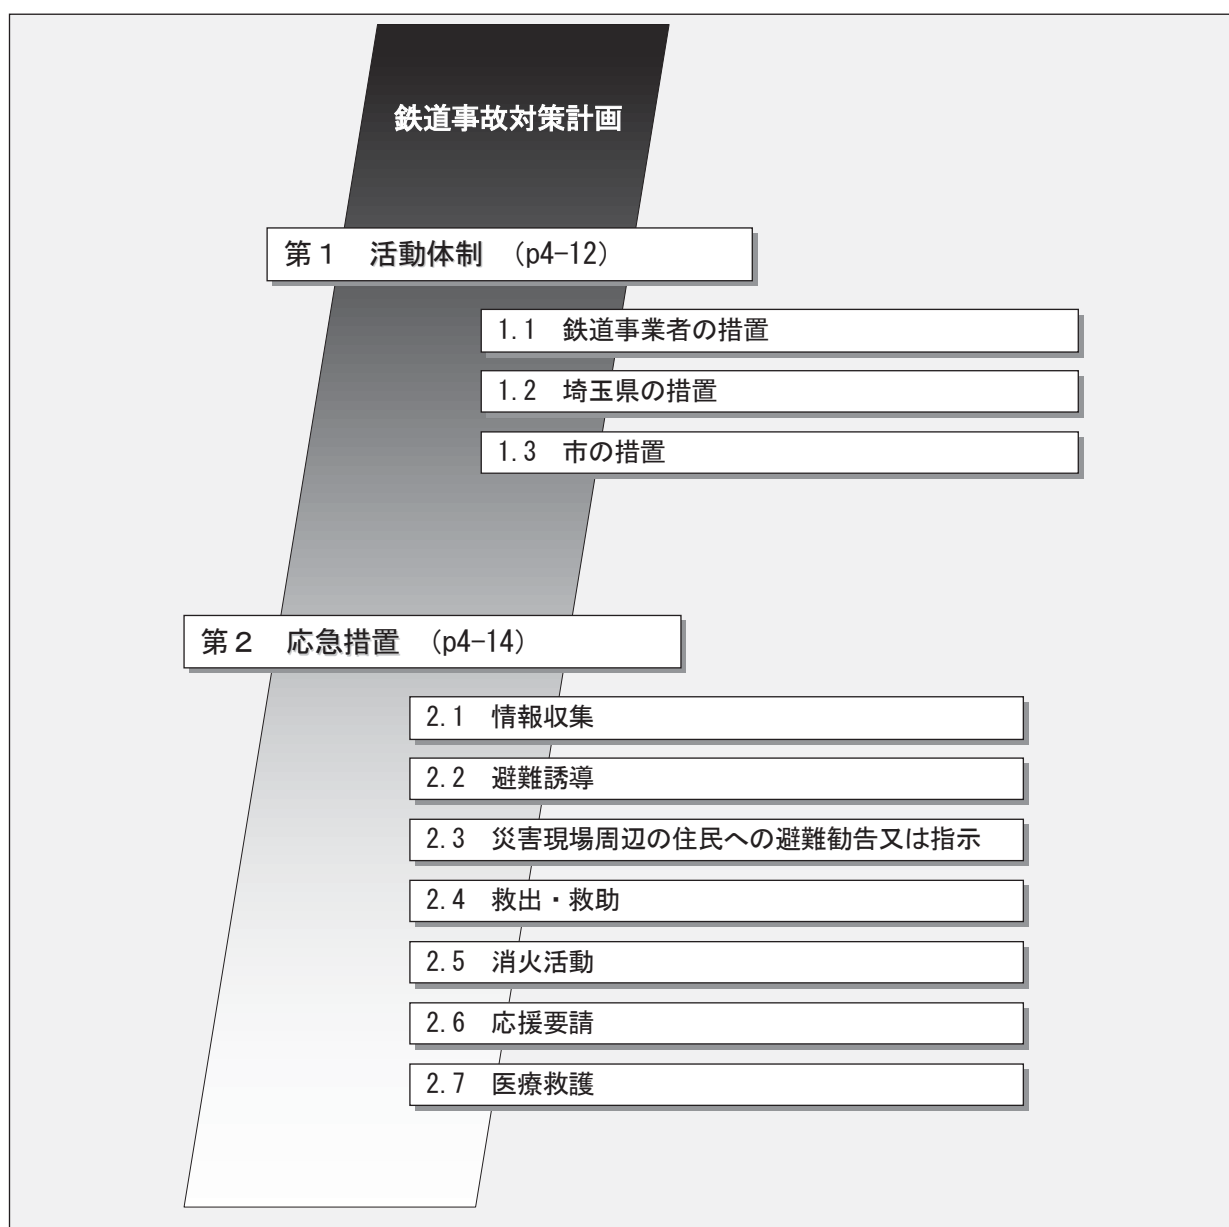 鉄道事故対策計画
第1 活動体制 (p4-12)
1.1 鉄道事業者の措置
1.2 埼玉県の措置
1.3 市の措置
第2 応急措置 (p4-14)
2.1 情報収集
2.2 避難誘導
2.3 災害現場周辺の住民への避難勧告又は指示
2.4 救出・救助
2.5 消火活動
2.6 応援要請
2.7 医療救護